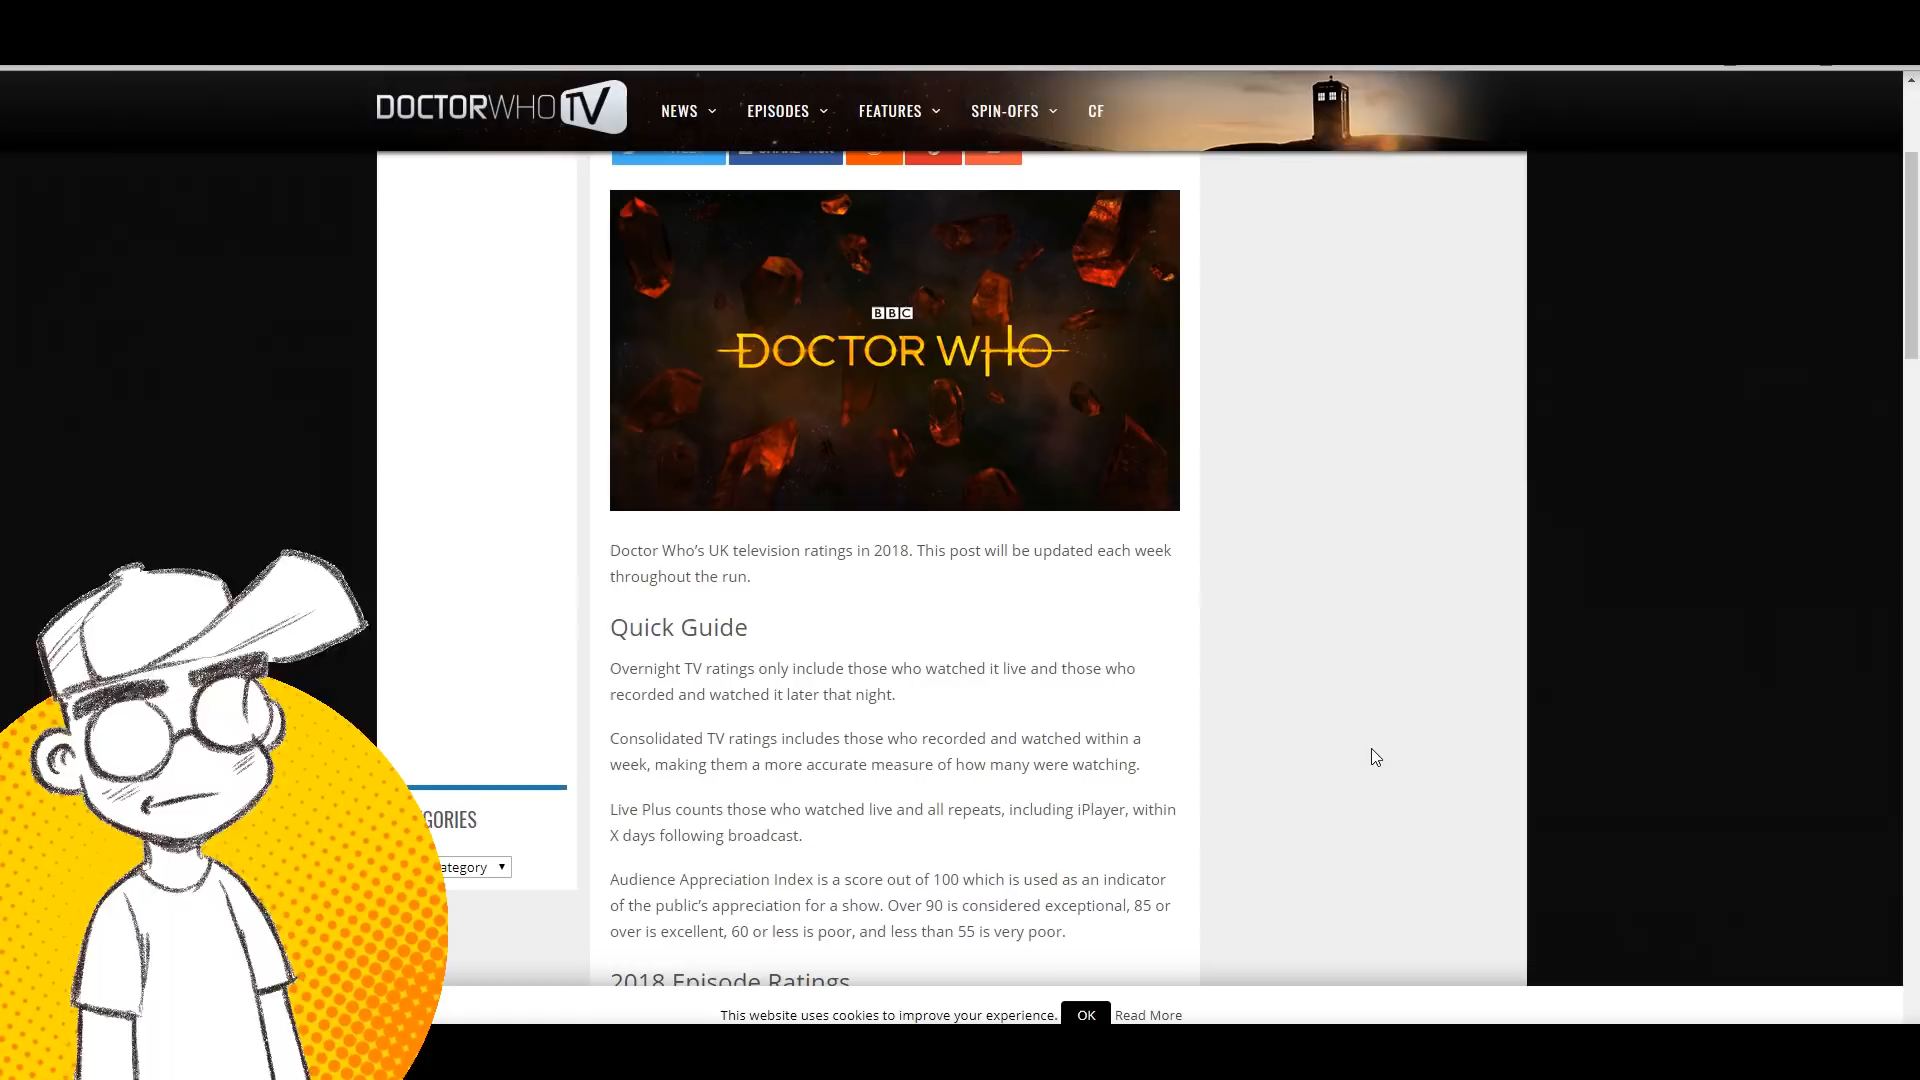 DOCTORWHO TV
NEWS EPISODES FEATURES SPIN-OFFS CF
BBC
DOCTOR WHO
Doctor Who’s UK television ratings in 2018. This post will be updated each week
throughout the run.
Quick Guide
Overnight TV ratings only include those who watched it live and those who
recorded and watched it later that night.
Consolidated TV ratings includes those who recorded and watched within a
week, making them a more accurate measure of how many were watching.
Live Plus counts those who watched live and all repeats, including iPlayer, within
X days following broadcast.
Audience Appreciation Index is a score out of 100 which is used as an indicator
of the public’s appreciation for a show. Over 90 is considered exceptional, 85 or
over is excellent, 60 or less is poor, and less than 55 is very poor.
2018 Episode Ratings
GORIES
ategory
This website uses cookies to improve your experience. OK Read More